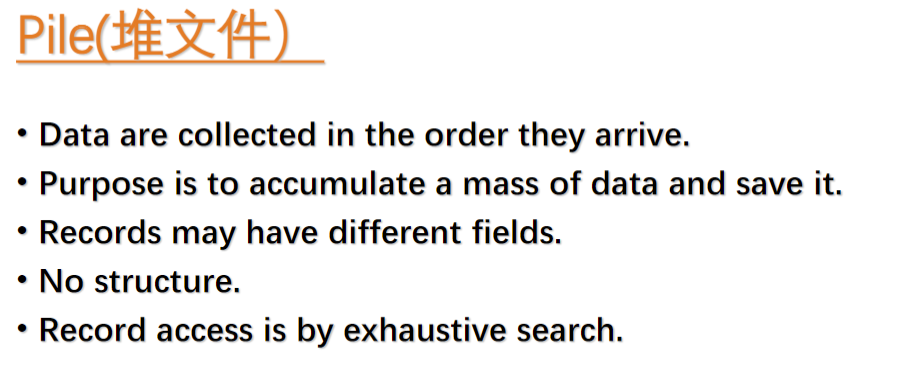 Pile(堆文件）
• Data are collected in the order they arrive.
• Purpose is to accumulate a mass of data and save it.
• Records may have different fields.
• No structure.
• Record access is by exhaustive search.